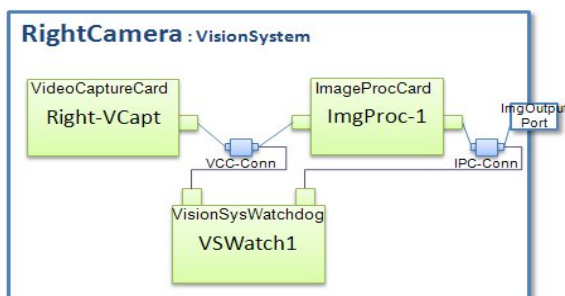 RightCamera : VisionSystem
VideoCaptureCard
Right-VCapt
ImageProcCard
ImgProc-1
ImgOutput
Port
VCC-Conn
IPC-Conn
VisionSysWatchdog
VSWatch1